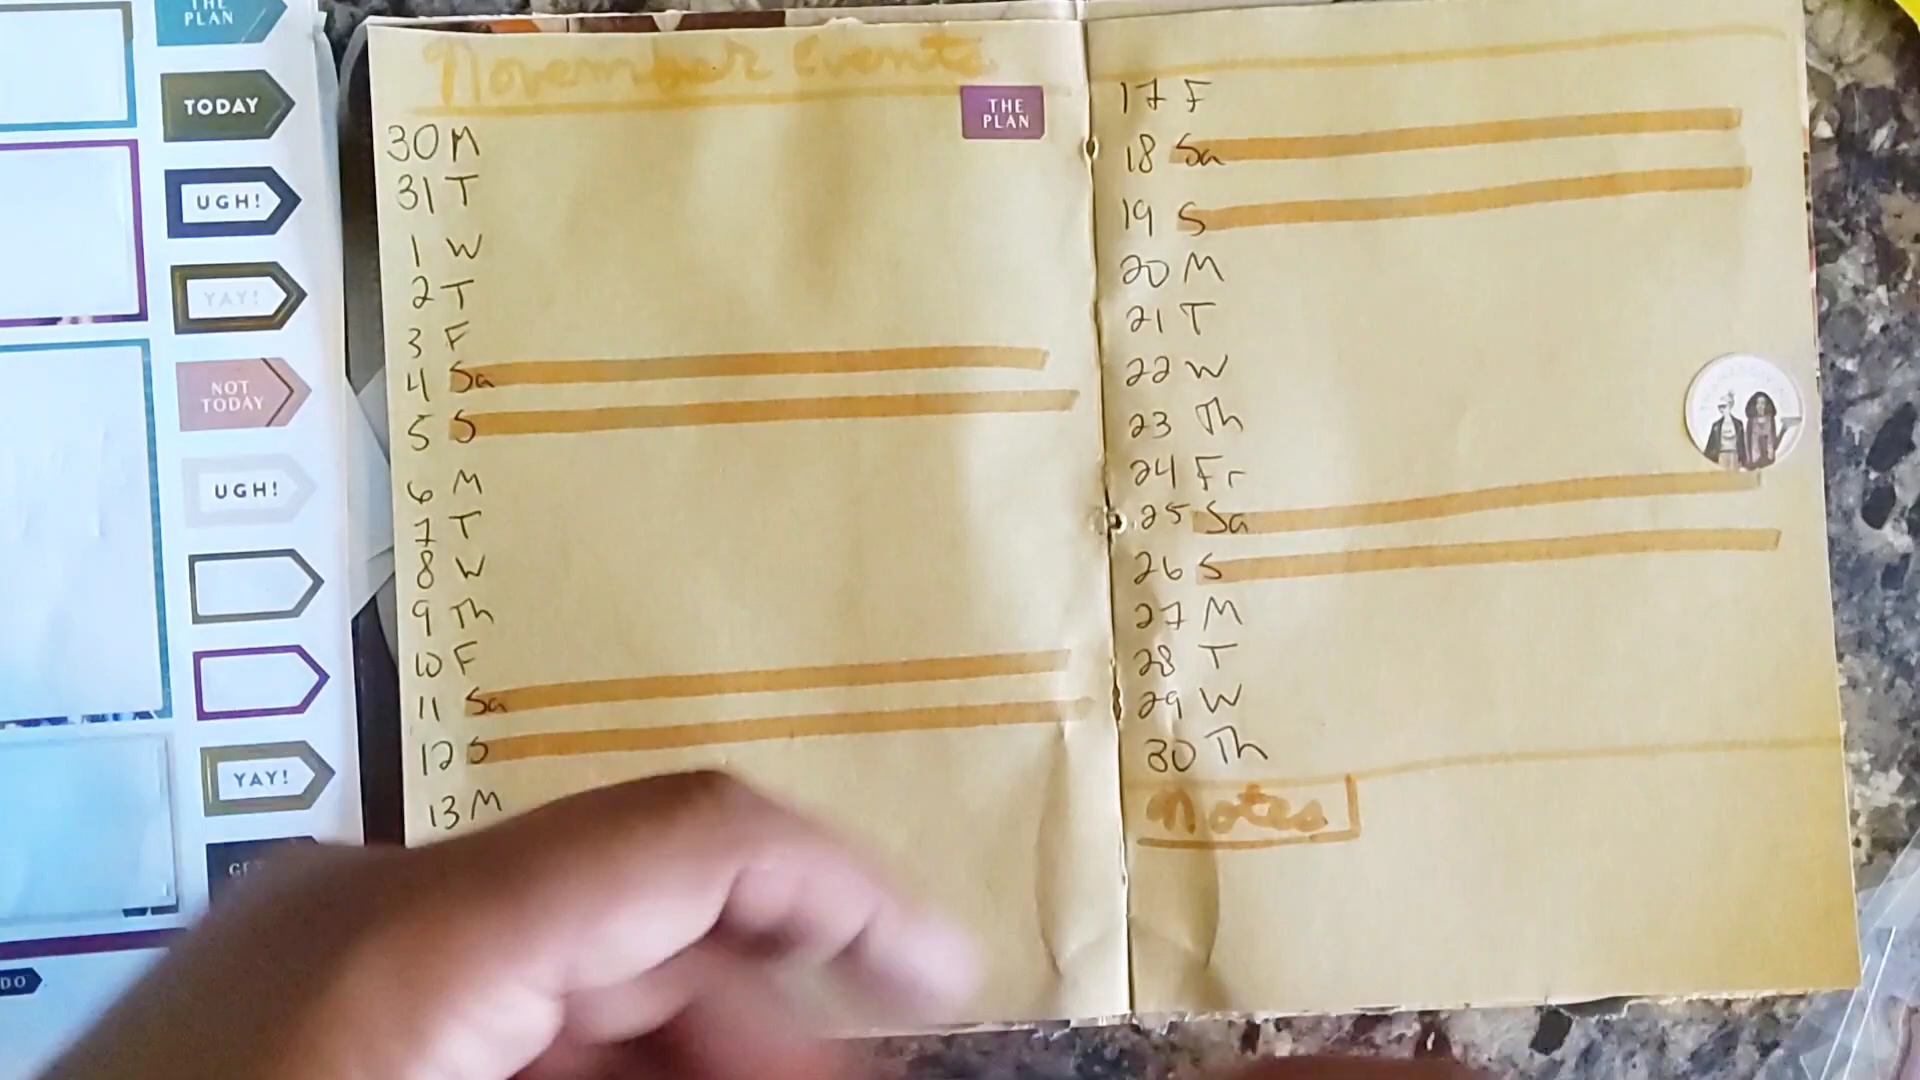 THE
PLAN
TODAY
UGH!
YAY!
NOT
TODAY
UGH!
YAY!
DO
November Events
THE
PLAN
30 M
31 T
1 W
2 T
3 F
4 Sa
5 S
6 M
7 T
8 W
9 Th
10 F
11 Sa
12 S
13 M
17 F
18 Sa
19 S
20 M
21 T
22 W
23 Th
24 Fr
25 Sa
26 S
27 M
28 T
29 W
30 Th
Notes